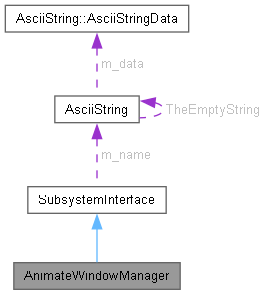 AsciiString::AsciiStringData
m_data
AsciiString
TheEmptyString
m_name
SubsystemInterface
AnimateWindowManager